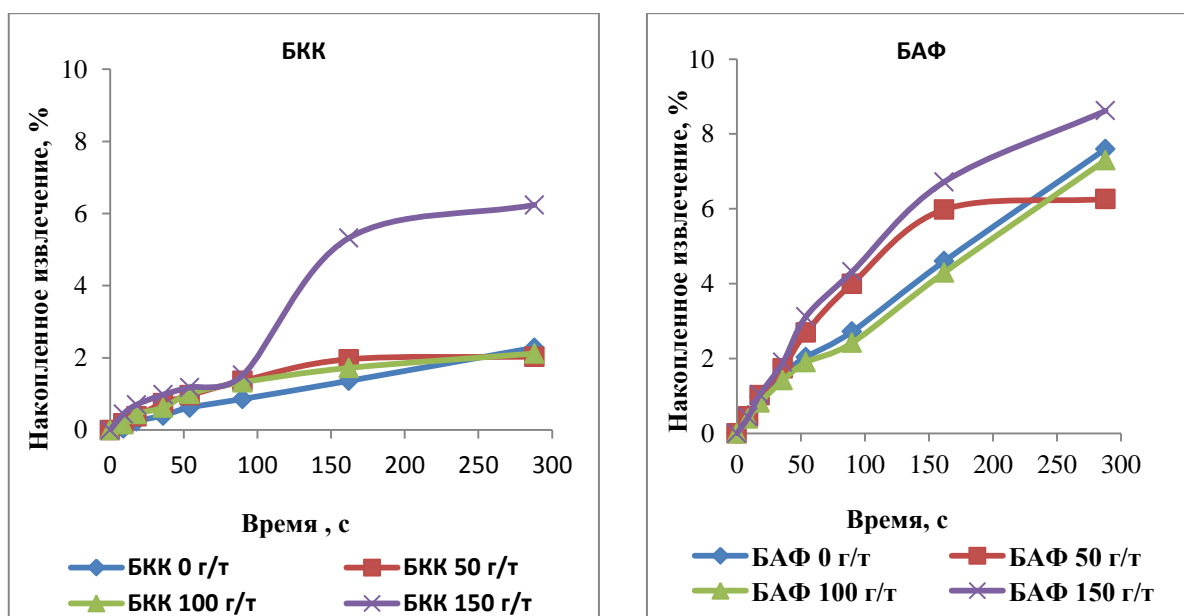 БКК
Накопленное извлечение, %
10
8
6
4
2
0
0 50 100 150 200 250 300
Время , с
БКК 0 г/т БКК 50 г/т
БКК 100 г/т БКК 150 г/т
БАФ
Накопленное извлечение, %
10
8
6
4
2
0
0 50 100 150 200 250 300
Время, с
БАФ 0 г/т БАФ 50 г/т
БАФ 100 г/т БАФ 150 г/т